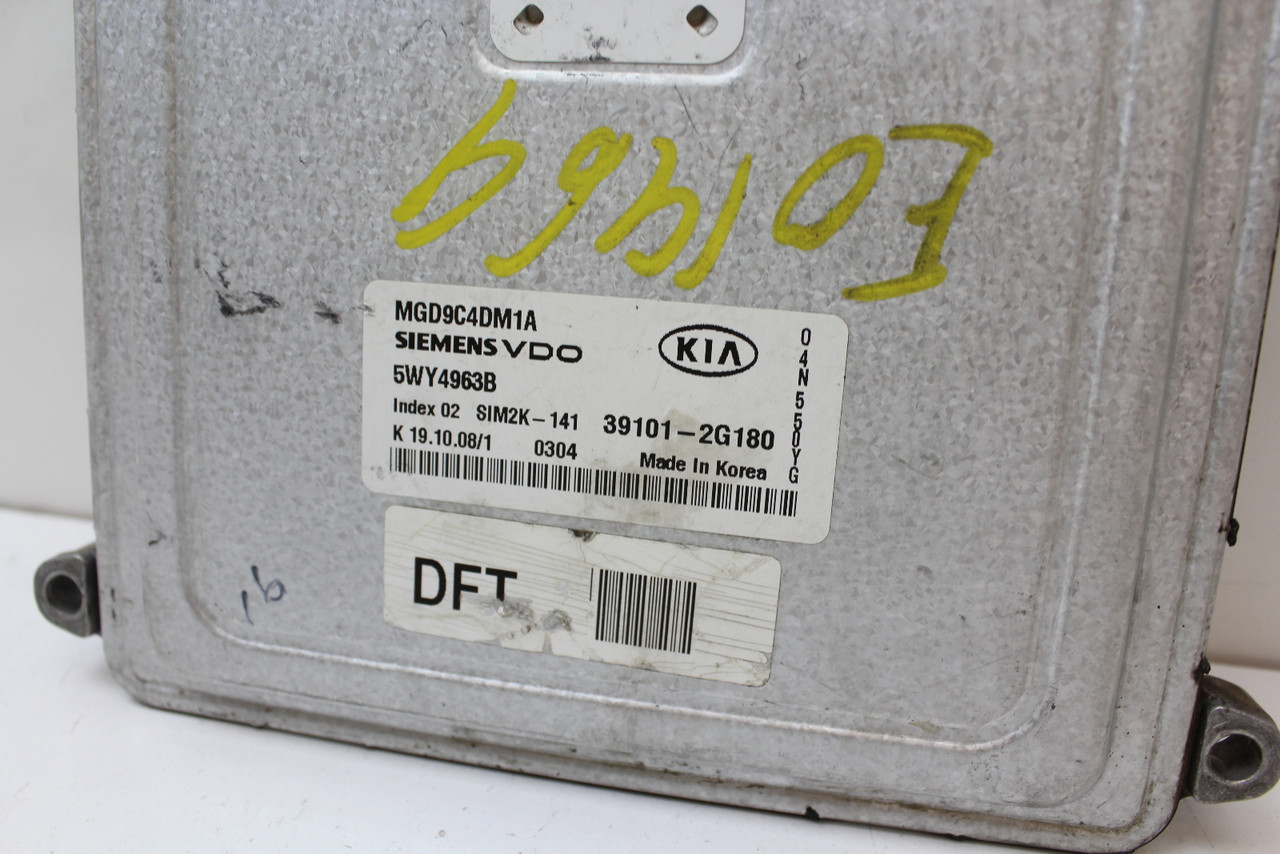 MGD9C4DM1A
SIEMENS VDO
KIA
5WY4963B
Index 02 SIM2K-141
39101-2G180
K 19.10.08/1 0304
Made In Korea
04N550YG
DFT